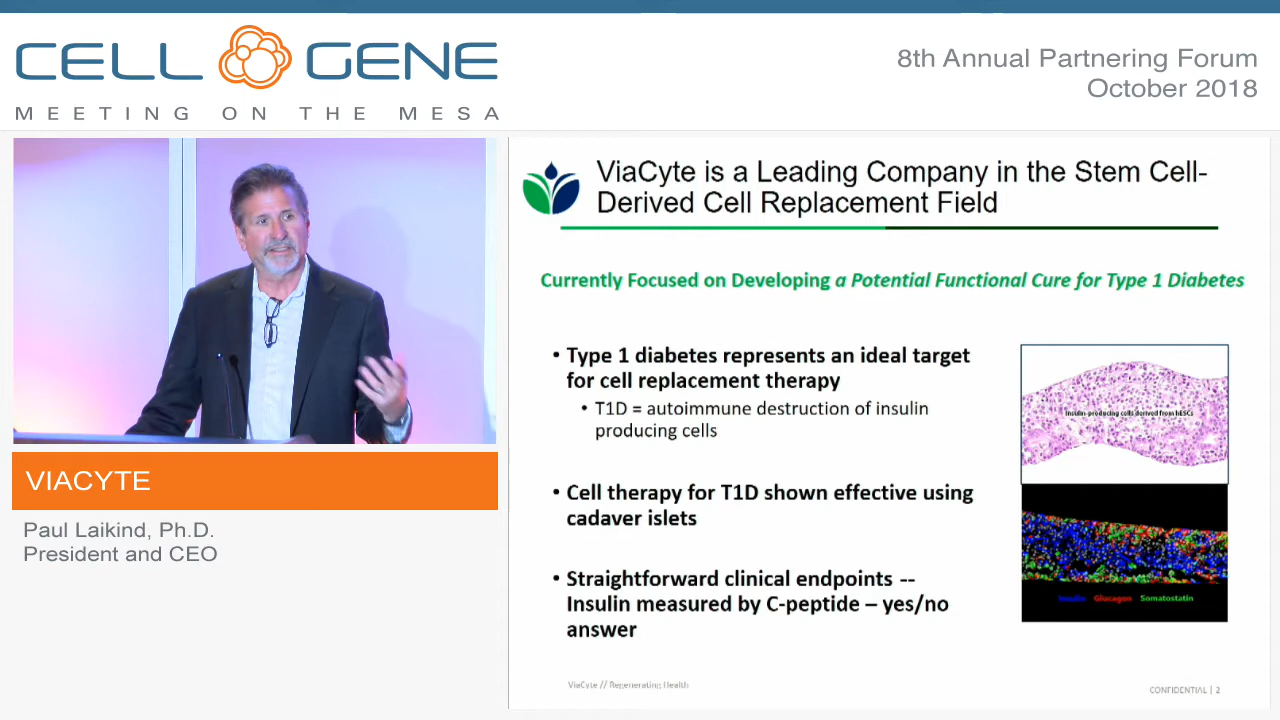 CELL GENE
MEETING ON THE MESA
8th Annual Partnering Forum
October 2018
VIACYTE
Paul Laikind, Ph.D.
President and CEO
ViaCyte is a Leading Company in the Stem Cell-
Derived Cell Replacement Field
Currently Focused on Developing a Potential Functional Cure for Type 1 Diabetes
• Type 1 diabetes represents an ideal target
for cell replacement therapy
• T1D = autoimmune destruction of insulin
producing cells
• Cell therapy for T1D shown effective using
cadaver islets
• Straightforward clinical endpoints --
Insulin measured by C-peptide – yes/no
answer
Insulin-producing cells derived from hESCs
Insulin Glucagon Somatostatin
ViaCyte // Regenerating Health
CONFIDENTIAL | 2